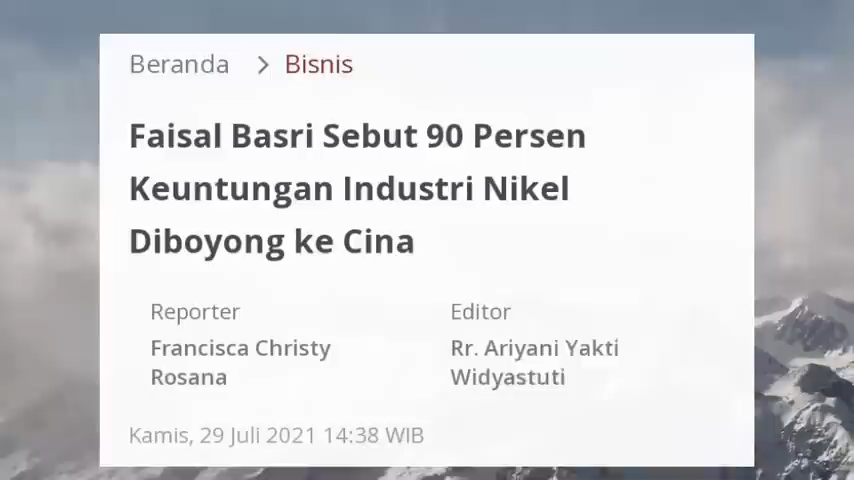 Beranda > Bisnis
Faisal Basri Sebut 90 Persen
Keuntungan Industri Nikel
Diboyong ke Cina
Reporter
Francisca Christy
Rosana
Editor
Rr. Ariyani Yakti
Widyastuti
Kamis, 29 Juli 2021 14:38 WIB